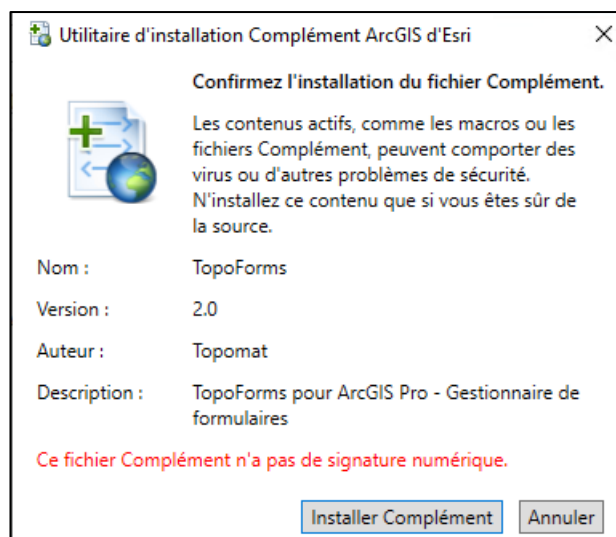 Utilitaire d'installation Complément ArcGIS d'Esri
Confirmez l'installation du fichier Complément.
Les contenus actifs, comme les macros ou les
fichiers Complément, peuvent comporter des
virus ou d'autres problèmes de sécurité.
N'installez ce contenu que si vous êtes sûr de
la source.
Nom : TopoForms
Version : 2.0
Auteur : Topomat
Description : TopoForms pour ArcGIS Pro - Gestionnaire de
formulaires
Ce fichier Complément n'a pas de signature numérique.
Installer Complément Annuler